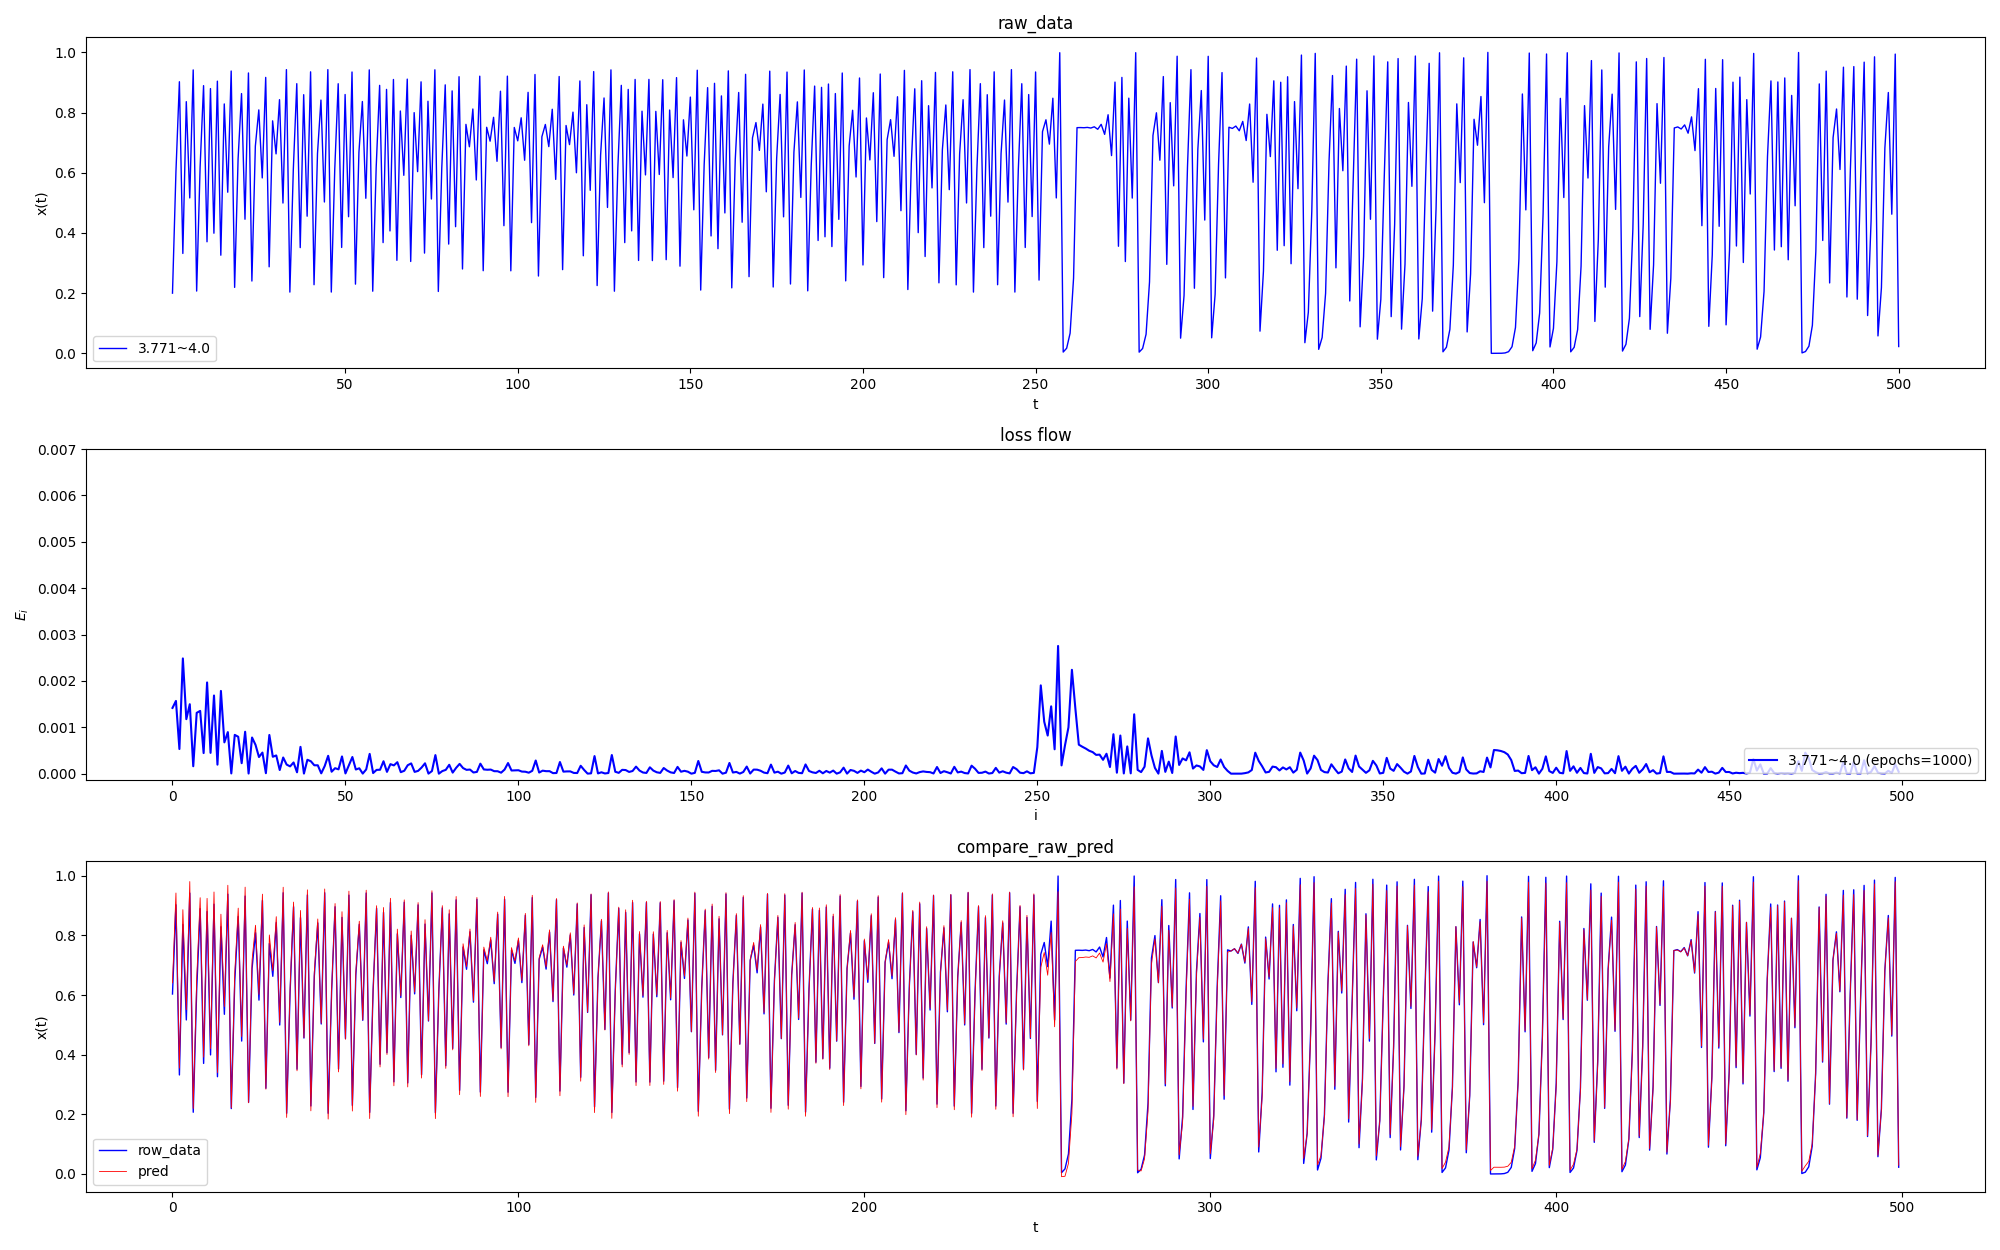 raw_data
1.0
0.8
0.6
0.4
0.2
0.0
x(t)
3.771~4.0
50 100 150 200 250 300 350 400 450 500
t
loss flow
0.007
0.006
0.005
0.004
0.003
0.002
0.001
0.000
E_i
3.771~4.0 (epochs=1000)
0 50 100 150 200 250 300 350 400 450 500
i
compare_raw_pred
1.0
0.8
0.6
0.4
0.2
0.0
x(t)
row_data
pred
0 100 200 300 400 500
t